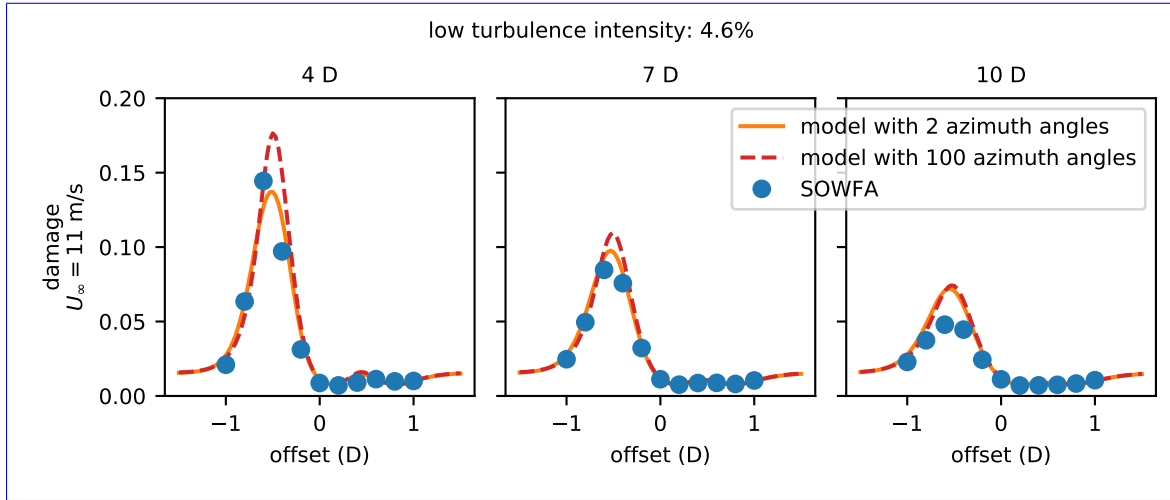 low turbulence intensity: 4.6%
4 D
7 D
10 D
0.20
0.15
0.10
0.05
0.00
damage
U∞ = 11 m/s
model with 2 azimuth angles
model with 100 azimuth angles
SOWFA
−1 0 1
−1 0 1
−1 0 1
offset (D)
offset (D)
offset (D)